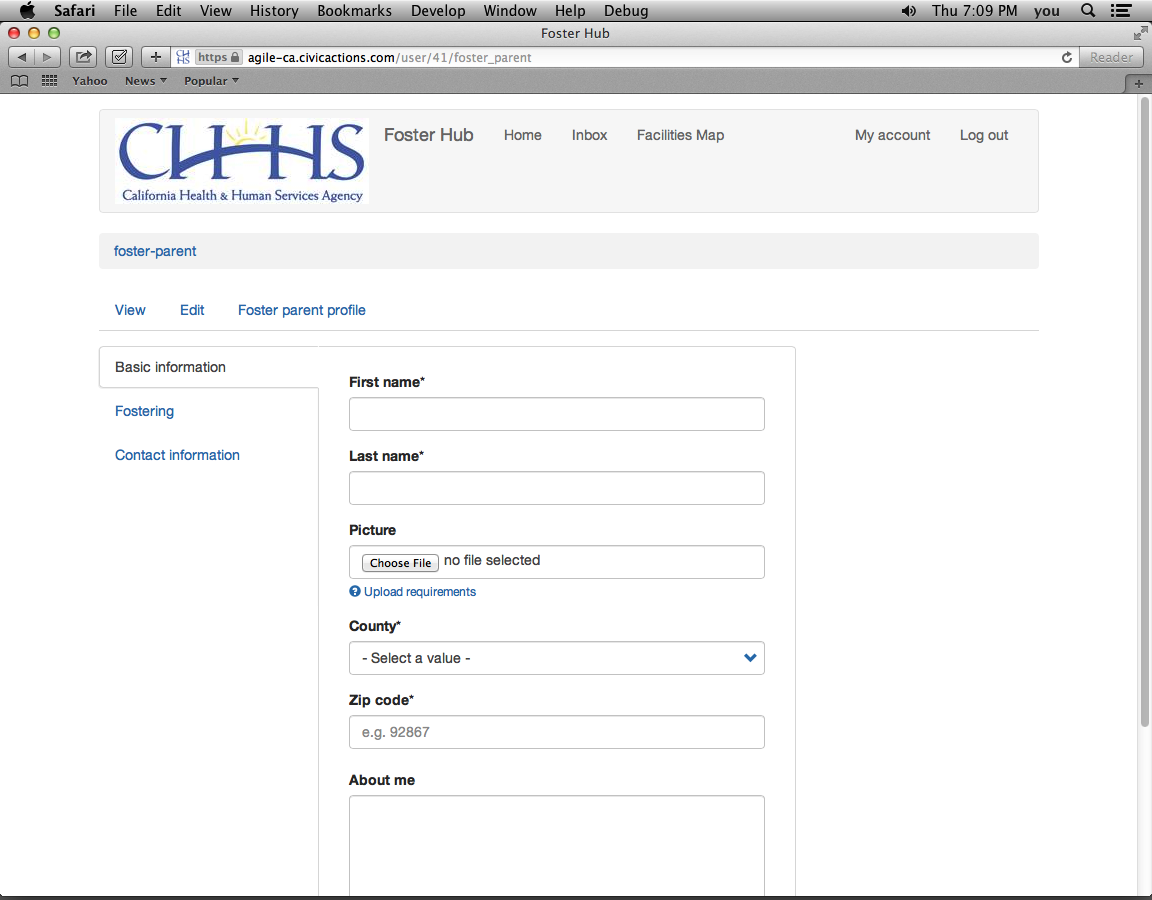 Safari File Edit View History Bookmarks Develop Window Help Debug Thu 7:09 PM you
Foster Hub
https agile-ca.civicactions.com/user/41/foster_parent Reader
Yahoo News Popular
CHHS
California Health & Human Services Agency
Foster Hub Home Inbox Facilities Map My account Log out
foster-parent
View Edit Foster parent profile
Basic information
Fostering
Contact information
First name*
Last name*
Picture
Choose File no file selected
Upload requirements
County*
- Select a value -
Zip code*
e.g. 92867
About me